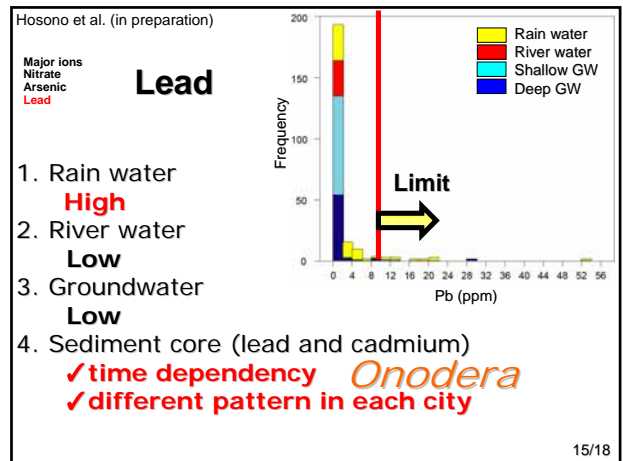 Hosono et al. (in preparation)
Major ions
Nitrate
Arsenic
Lead
Lead
1. Rain water
High
2. River water
Low
3. Groundwater
Low
4. Sediment core (lead and cadmium)
✓time dependency Onodera
✓different pattern in each city
Frequency
200
150
100
50
0
Rain water
River water
Shallow GW
Deep GW
Limit
0 4 8 12 16 20 24 28 32 36 40 44 48 52 56
Pb (ppm)
15/18